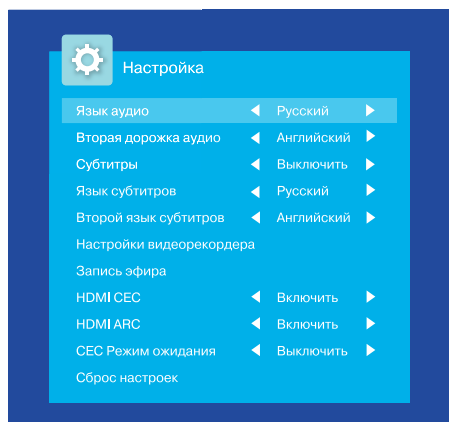 Настройка
Язык аудио Русский
Вторая дорожка аудио Английский
Субтитры Выключить
Язык субтитров Русский
Второй язык субтитров Английский
Настройки видеорекордера
Запись эфира
HDMI CEC Включить
HDMI ARC Включить
CEC Режим ожидания Выключить
Сброс настроек